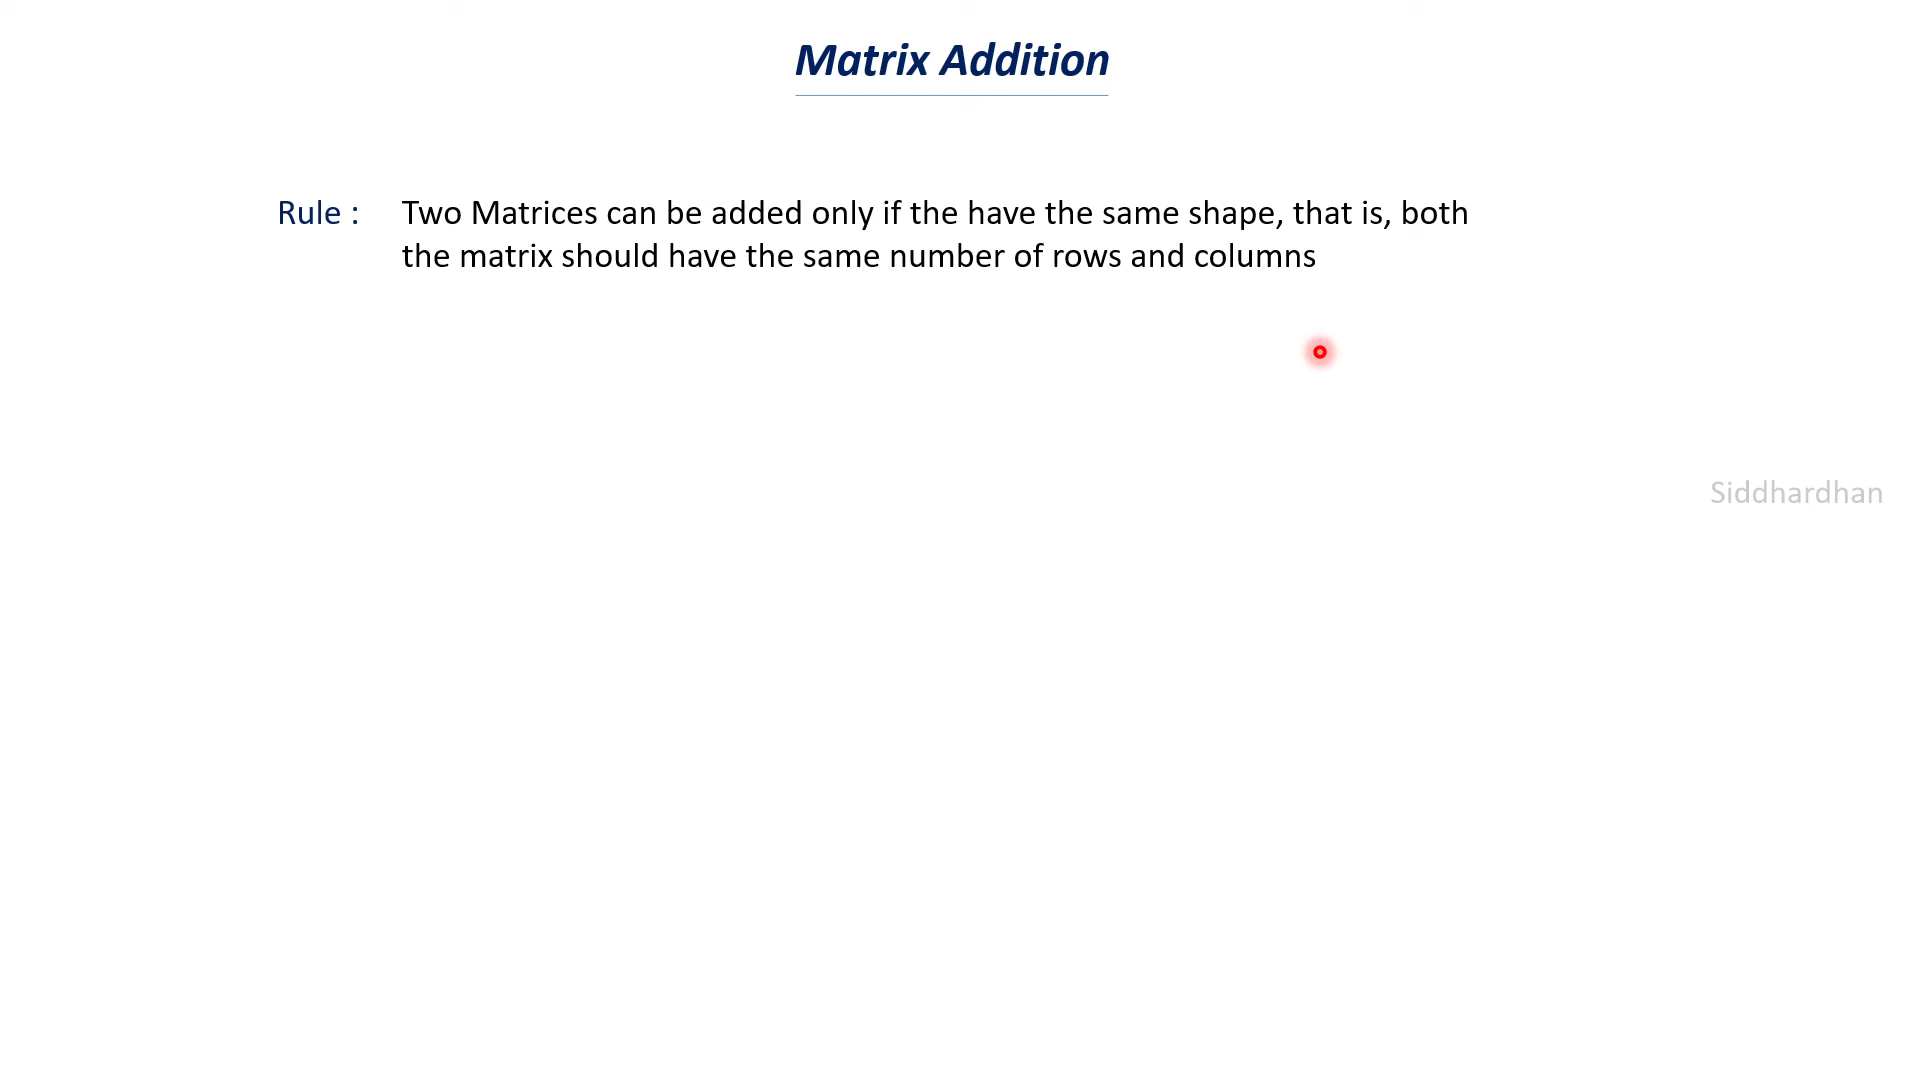 Matrix Addition
Rule : Two Matrices can be added only if the have the same shape, that is, both
the matrix should have the same number of rows and columns
Siddhardhan